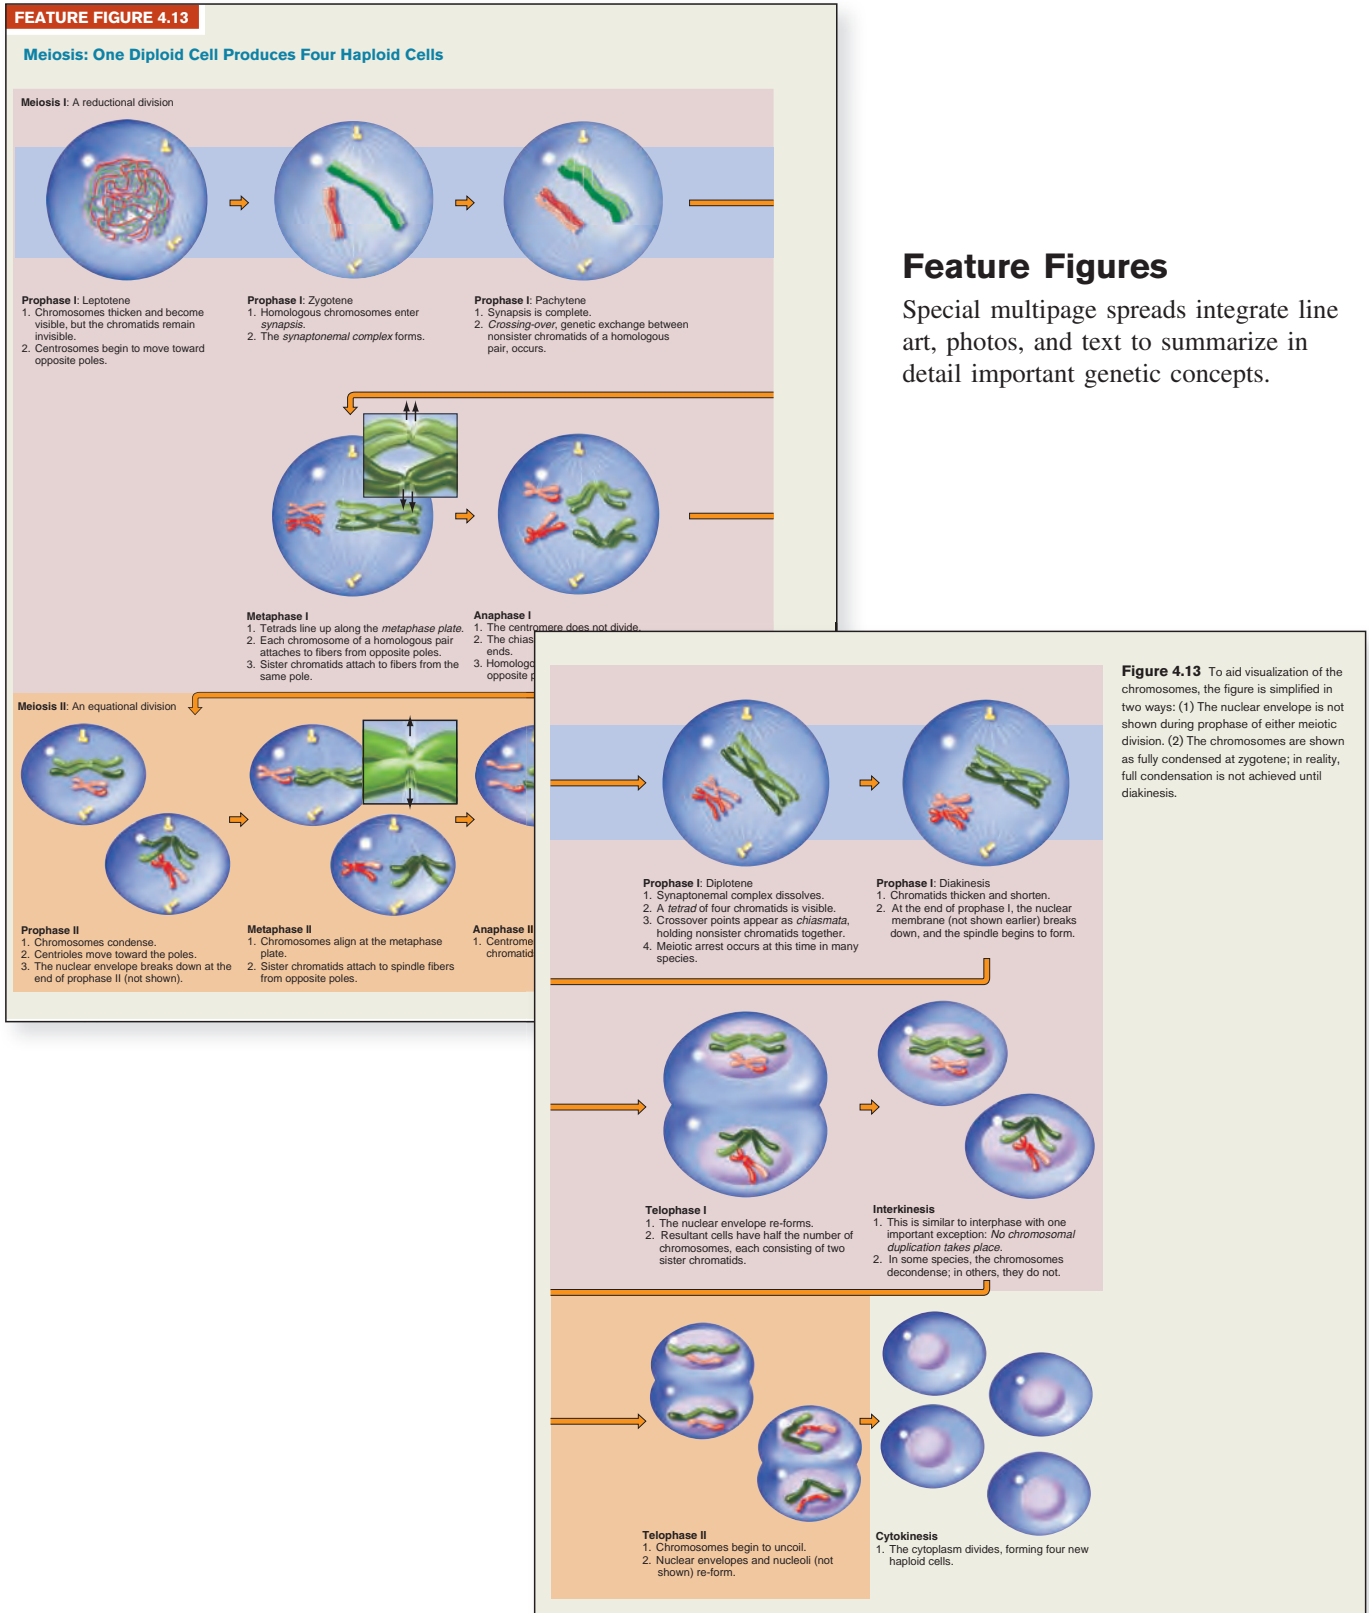 FEATURE FIGURE 4.13
Meiosis: One Diploid Cell Produces Four Haploid Cells
Meiosis I: A reductional division
Prophase I: Leptotene
1. Chromosomes thicken and become
visible, but the chromatids remain
invisible.
2. Centrosomes begin to move toward
opposite poles.
Prophase I: Zygotene
1. Homologous chromosomes enter
synapsis.
2. The synaptonemal complex forms.
Prophase I: Pachytene
1. Synapsis is complete.
2. Crossing-over, genetic exchange between
nonsister chromatids of a homologous
pair, occurs.
Feature Figures
Special multipage spreads integrate line
art, photos, and text to summarize in
detail important genetic concepts.
Metaphase I
1. Tetrads line up along the metaphase plate.
2. Each chromosome of a homologous pair
attaches to fibers from opposite poles.
3. Sister chromatids attach to fibers from the
same pole.
Anaphase I
1. The centromere does not divide.
2. The chias
ends.
3. Homologo
opposite p
Meiosis II: An equational division
Prophase II
1. Chromosomes condense.
2. Centrioles move toward the poles.
3. The nuclear envelope breaks down at the
end of prophase II (not shown).
Metaphase II
1. Chromosomes align at the metaphase
plate.
2. Sister chromatids attach to spindle fibers
from opposite poles.
Anaphase II
1. Centrome
chromatid
Figure 4.13 To aid visualization of the
chromosomes, the figure is simplified in
two ways: (1) The nuclear envelope is not
shown during prophase of either meiotic
division. (2) The chromosomes are shown
as fully condensed at zygotene; in reality,
full condensation is not achieved until
diakinesis.
Prophase I: Diplotene
1. Synaptonemal complex dissolves.
2. A tetrad of four chromatids is visible.
3. Crossover points appear as chiasmata,
holding nonsister chromatids together.
4. Meiotic arrest occurs at this time in many
species.
Prophase I: Diakinesis
1. Chromatids thicken and shorten.
2. At the end of prophase I, the nuclear
membrane (not shown earlier) breaks
down, and the spindle begins to form.
Telophase I
1. The nuclear envelope re-forms.
2. Resultant cells have half the number of
chromosomes, each consisting of two
sister chromatids.
Interkinesis
1. This is similar to interphase with one
important exception: No chromosomal
duplication takes place.
2. In some species, the chromosomes
decondense; in others, they do not.
Telophase II
1. Chromosomes begin to uncoil.
2. Nuclear envelopes and nucleoli (not
shown) re-form.
Cytokinesis
1. The cytoplasm divides, forming four new
haploid cells.